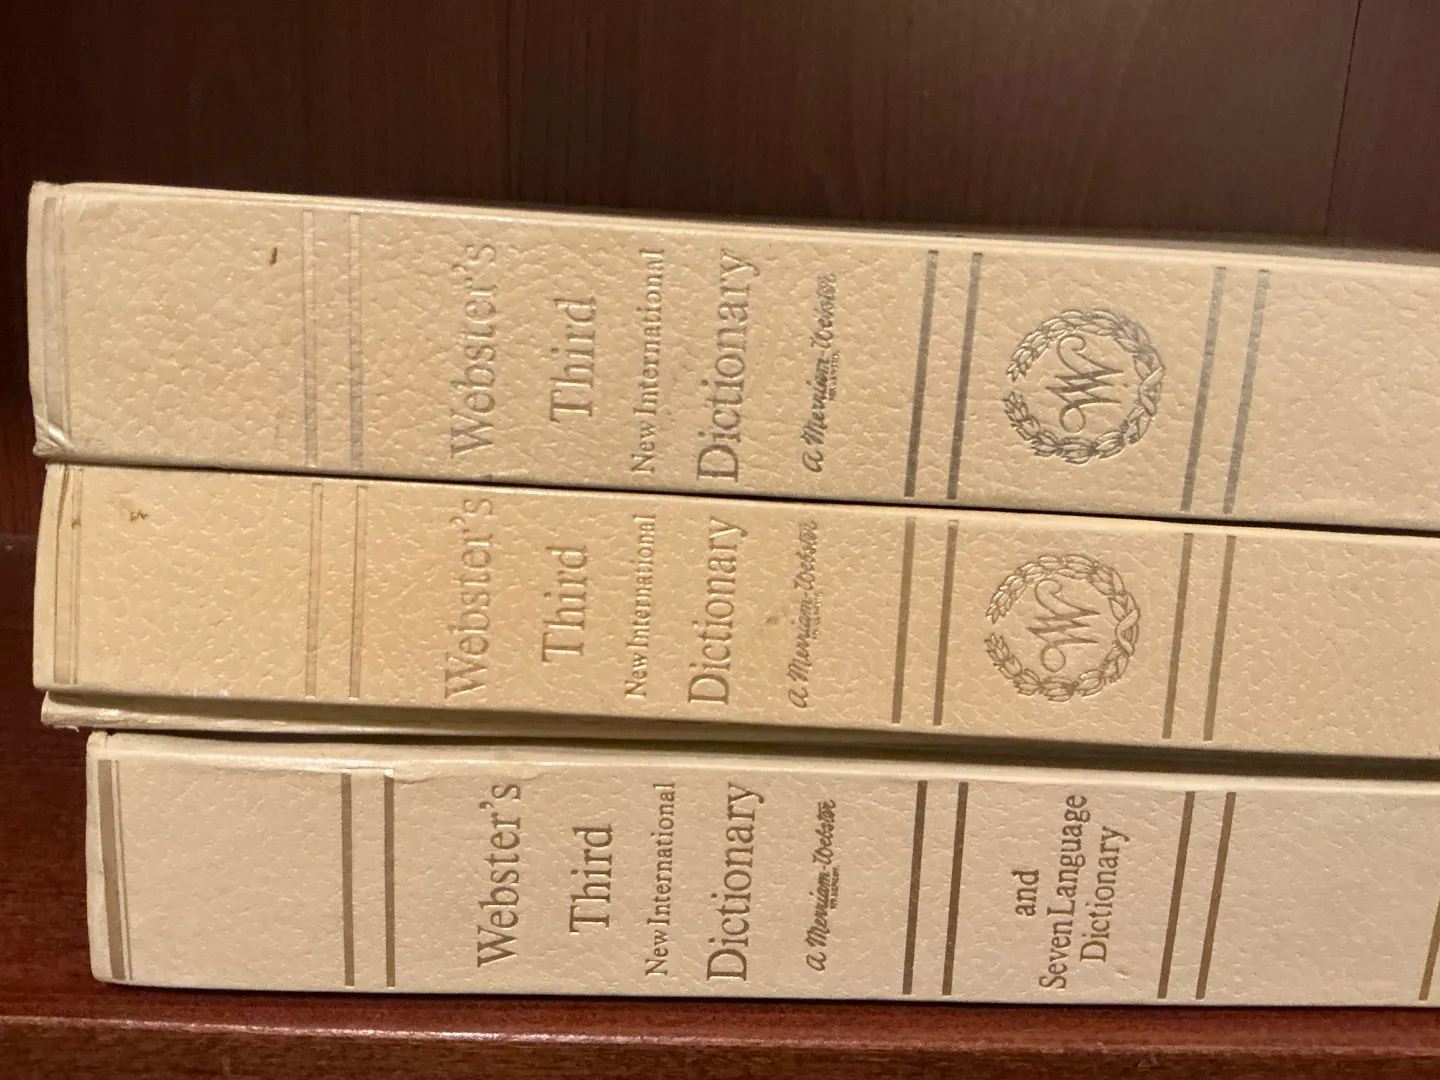 Webster's
Third
New International
Dictionary
a Merriam-Webster
W
Webster's
Third
New International
Dictionary
a Merriam-Webster
W
Webster's
Third
New International
Dictionary
a Merriam-Webster
and
Seven Language
Dictionary